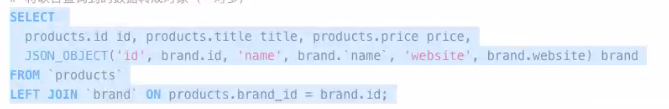 SELECT
products.id id, products.title title, products.price price,
JSON_OBJECT('id', brand.id, 'name', brand.`name`, 'website', brand.website) brand
FROM `products`
LEFT JOIN `brand` ON products.brand_id = brand.id;